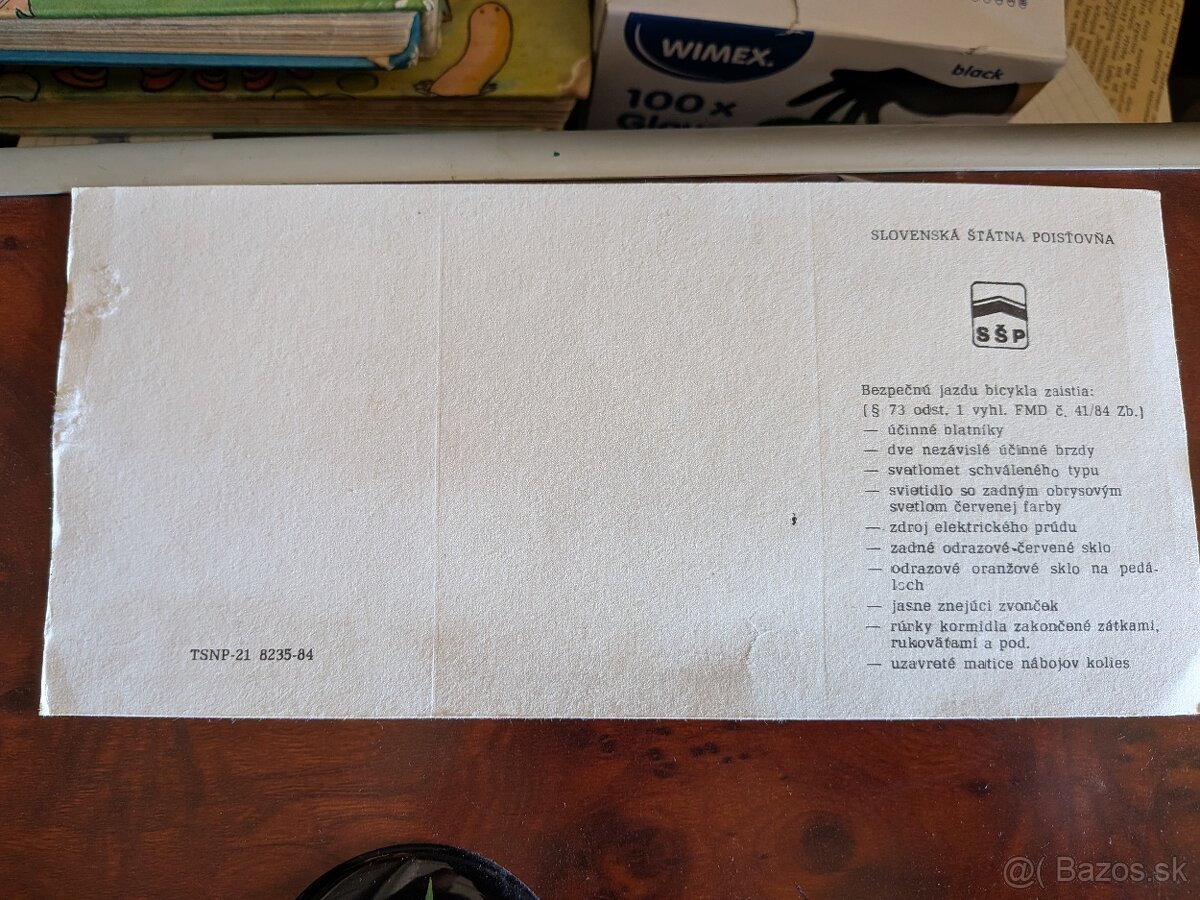 WIMEX
black
100 x
SLOVENSKÁ ŠTÁTNA POISŤOVŇA
SŠP
Bezpečnú jazdu bicykla zaistia:
[§ 73 odst. 1 vyhl. FMD č. 41/84 Zb.]
— účinné blatníky
— dve nezávislé účinné brzdy
— svetlomet schváleného typu
— svietidlo so zadným obrysovým
svetlom červenej farby
— zdroj elektrického prúdu
— zadné odrazové-červené sklo
— odrazové oranžové sklo na pedá-
loch
— jasne znejúci zvonček
— rúrky kormidla zakončené zátkami,
rukoväťami a pod.
— uzavreté matice nábojov kolies
TSNP-21 8235-84
@( Bazos.sk